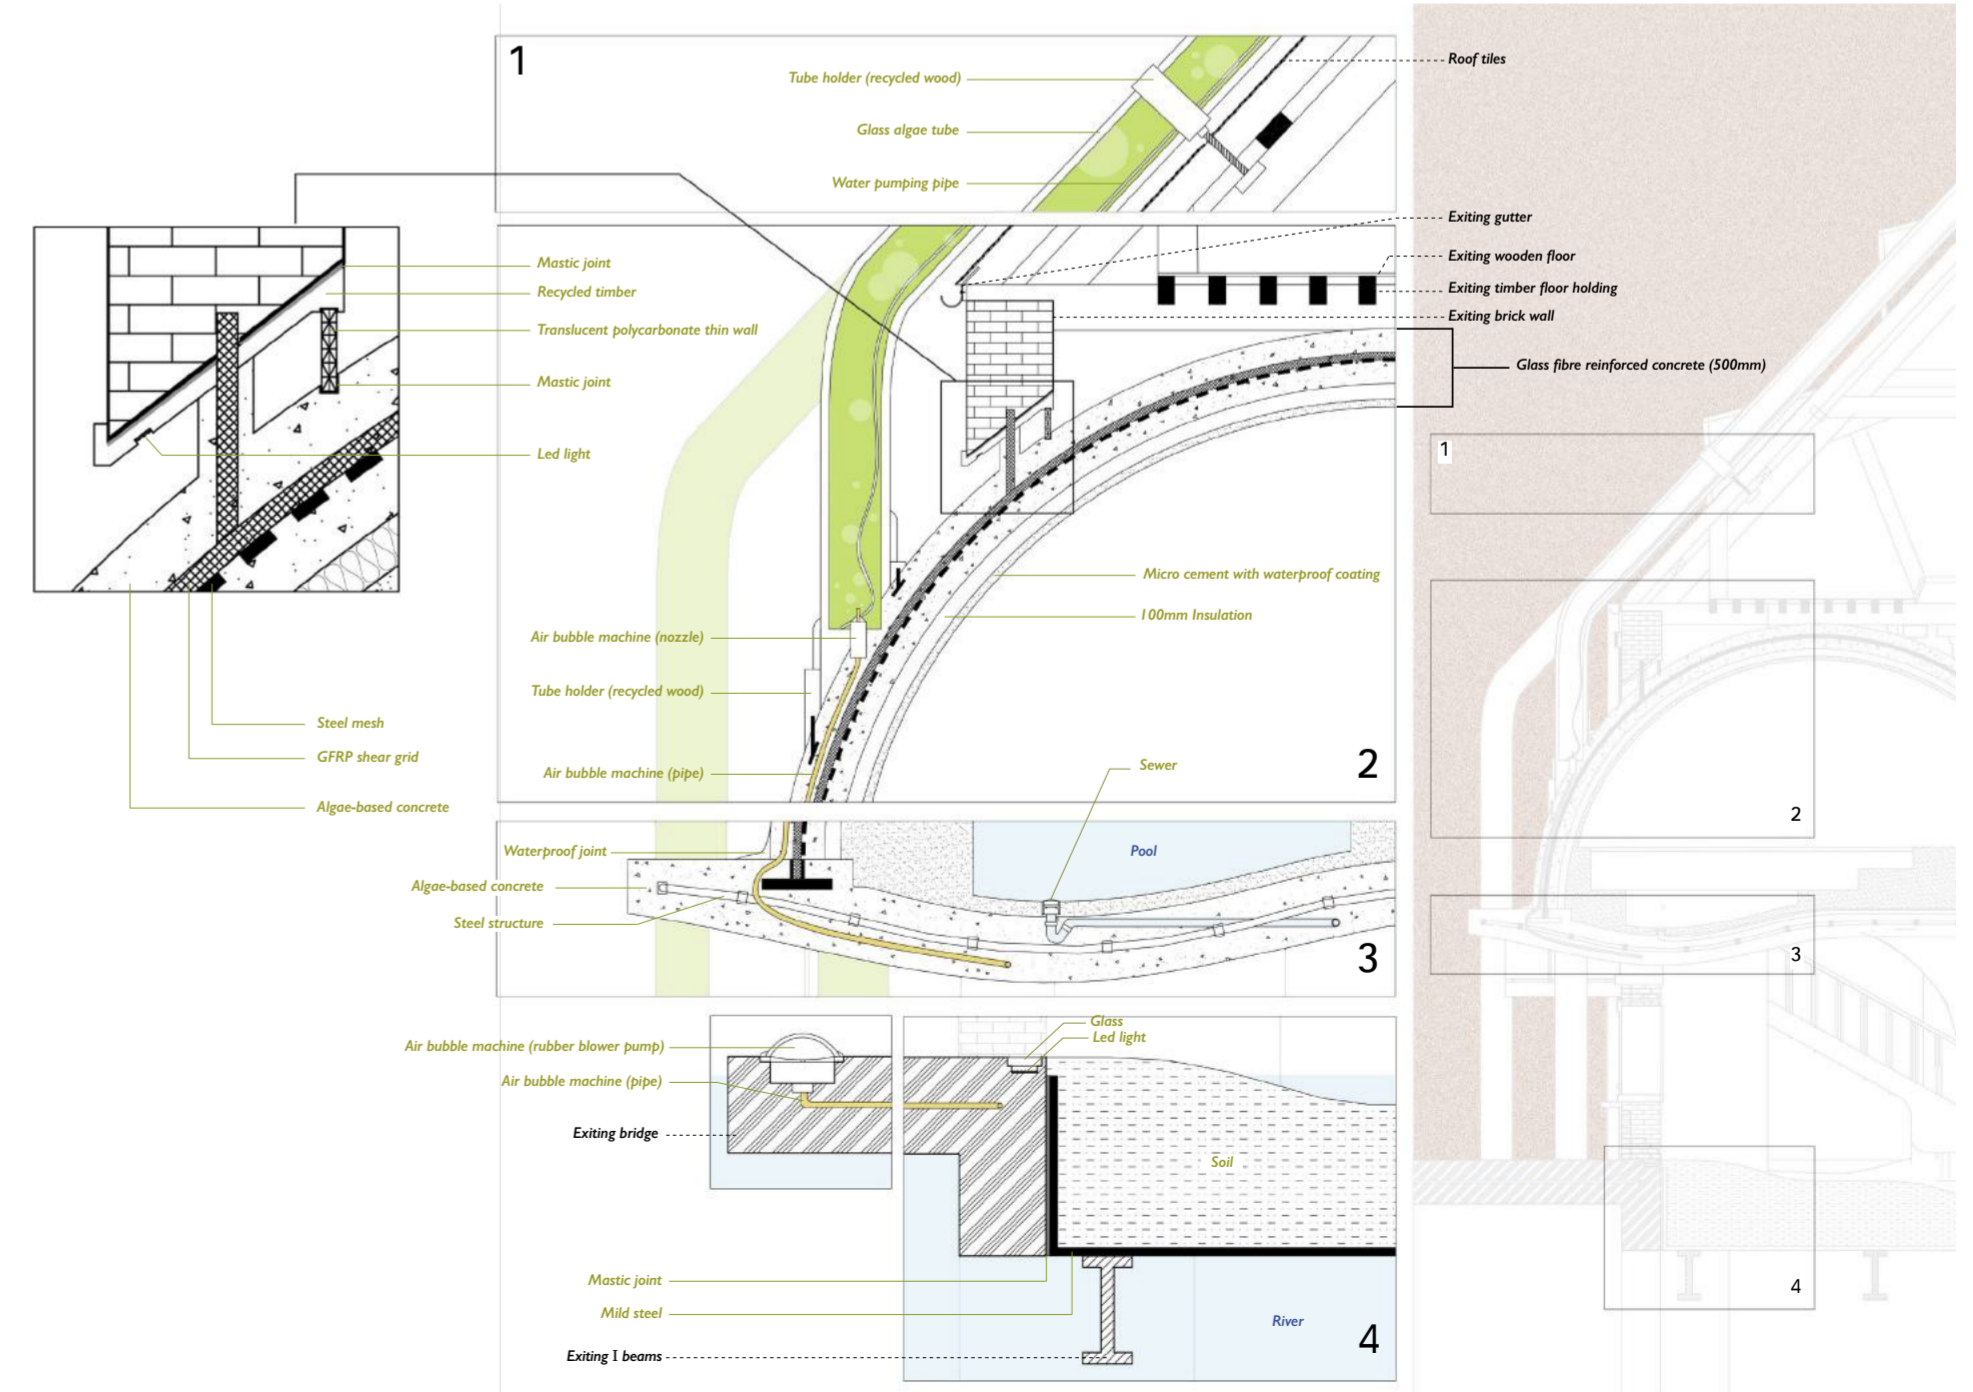 1
Tube holder (recycled wood)
Glass algae tube
Water pumping pipe
Roof tiles
Exiting gutter
Exiting wooden floor
Exiting timber floor holding
Exiting brick wall
Glass fibre reinforced concrete (500mm)
Mastic joint
Recycled timber
Translucent polycarbonate thin wall
Mastic joint
Led light
Steel mesh
GFRP shear grid
Algae-based concrete
Micro cement with waterproof coating
100mm Insulation
Air bubble machine (nozzle)
Tube holder (recycled wood)
Air bubble machine (pipe)
2
Sewer
Waterproof joint
Pool
Algae-based concrete
Steel structure
3
Glass
Led light
Air bubble machine (rubber blower pump)
Air bubble machine (pipe)
Exiting bridge
Soil
Mastic joint
Mild steel
River
Exiting I beams
4
1
2
3
4